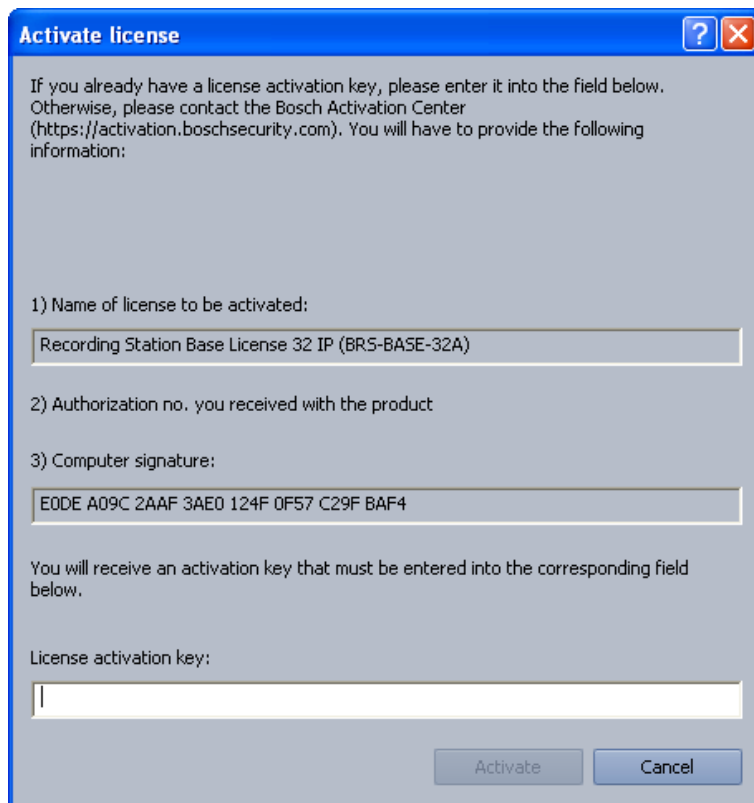 Activate license
If you already have a license activation key, please enter it into the field below.
Otherwise, please contact the Bosch Activation Center
(https://activation.boschsecurity.com). You will have to provide the following
information:
1) Name of license to be activated:
Recording Station Base License 32 IP (BRS-BASE-32A)
2) Authorization no. you received with the product
3) Computer signature:
E0DE A09C 2AAF 3AE0 124F 0F57 C29F BAF4
You will receive an activation key that must be entered into the corresponding field
below.
License activation key:
Activate Cancel